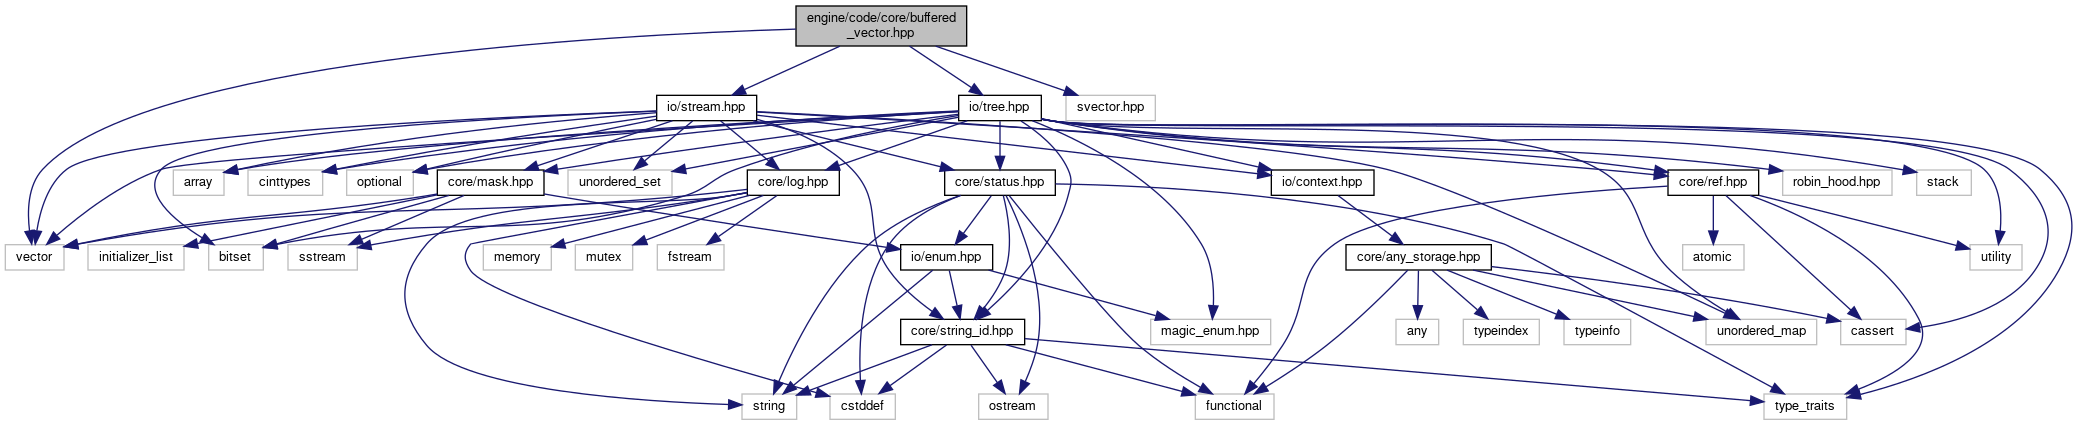 engine/code/core/buffered
_vector.hpp
io/stream.hpp
io/tree.hpp
svector.hpp
array
cinttypes
optional
core/mask.hpp
unordered_set
core/log.hpp
core/status.hpp
io/context.hpp
core/ref.hpp
robin_hood.hpp
stack
vector
initializer_list
bitset
sstream
memory
mutex
fstream
io/enum.hpp
core/any_storage.hpp
atomic
utility
core/string_id.hpp
magic_enum.hpp
any
typeindex
typeinfo
unordered_map
cassert
string
cstddef
ostream
functional
type_traits